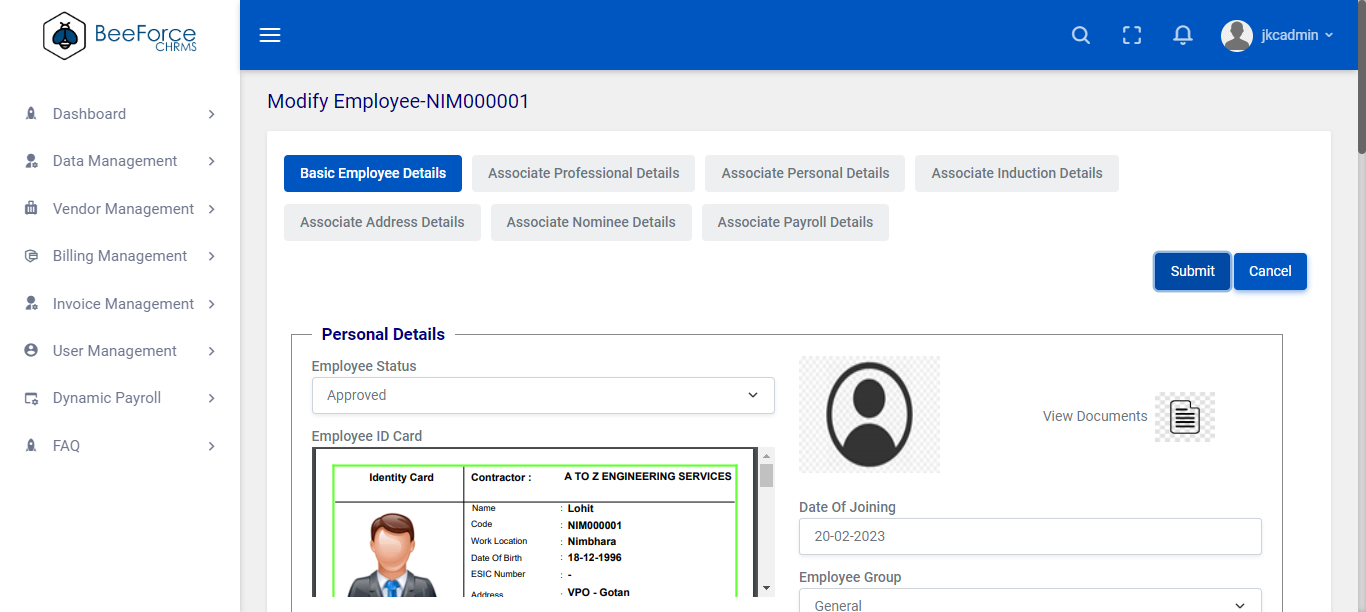 BeeForce
CHRMS
jkcadmin
Dashboard
Data Management
Vendor Management
Billing Management
Invoice Management
User Management
Dynamic Payroll
FAQ
Modify Employee-NIM000001
Basic Employee Details
Associate Professional Details
Associate Personal Details
Associate Induction Details
Associate Address Details
Associate Nominee Details
Associate Payroll Details
Submit
Cancel
Personal Details
Employee Status
Approved
Employee ID Card
Identity Card
Contractor : A TO Z ENGINEERING SERVICES
Name : Lohit
Code : NIM000001
Work Location : Nimbhara
Date Of Birth : 18-12-1996
ESIC Number : -
Address : VPO - Gotan
View Documents
Date Of Joining
20-02-2023
Employee Group
General